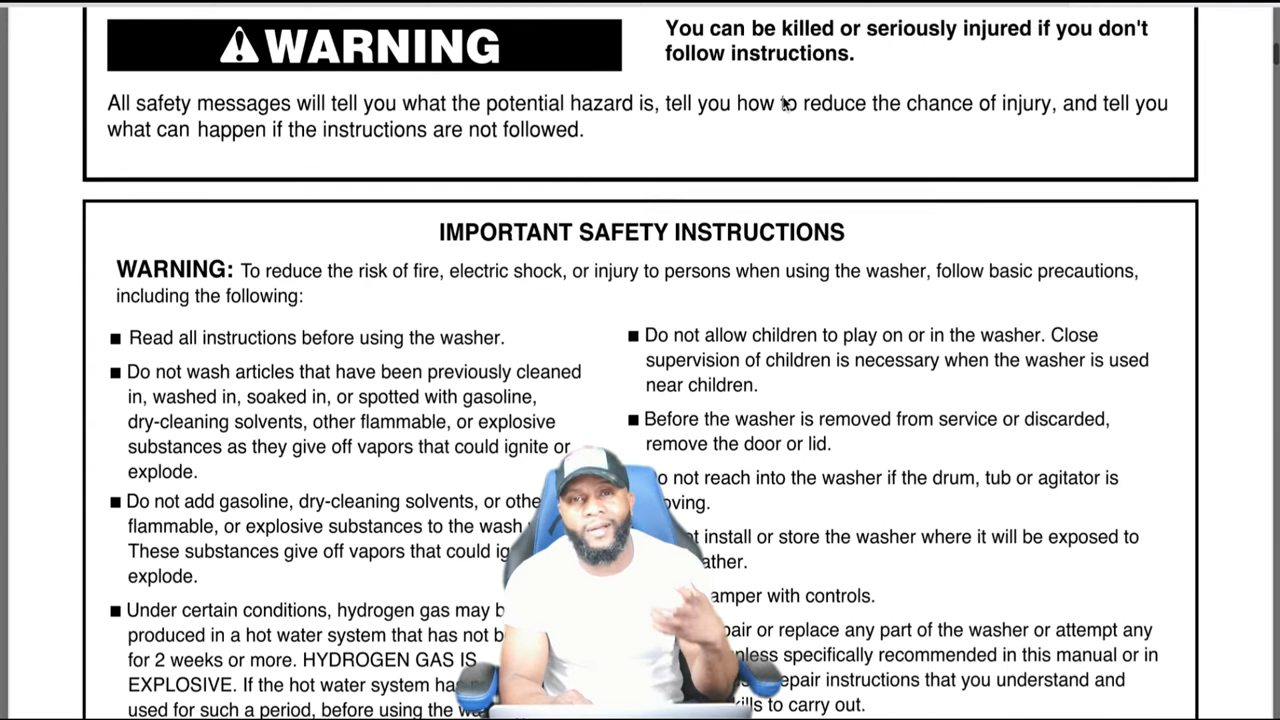 WARNING
You can be killed or seriously injured if you don't
follow instructions.
All safety messages will tell you what the potential hazard is, tell you how to reduce the chance of injury, and tell you
what can happen if the instructions are not followed.
IMPORTANT SAFETY INSTRUCTIONS
WARNING: To reduce the risk of fire, electric shock, or injury to persons when using the washer, follow basic precautions,
including the following:
■ Read all instructions before using the washer.
■ Do not wash articles that have been previously cleaned
in, washed in, soaked in, or spotted with gasoline,
dry-cleaning solvents, other flammable, or explosive
substances as they give off vapors that could ignite or
explode.
■ Do not add gasoline, dry-cleaning solvents, or
flammable, or explosive substances to the wash
These substances give off vapors that could
explode.
■ Under certain conditions, hydrogen gas may
produced in a hot water system that has not
for 2 weeks or more. HYDROGEN GAS IS
EXPLOSIVE. If the hot water system
used for such a period, before using the
■ Do not allow children to play on or in the washer. Close
supervision of children is necessary when the washer is used
near children.
■ Before the washer is removed from service or discarded,
remove the door or lid.
not reach into the washer if the drum, tub or agitator is
install or store the washer where it will be exposed to
with controls.
or replace any part of the washer or attempt any
specifically recommended in this manual or in
instructions that you understand and
to carry out.